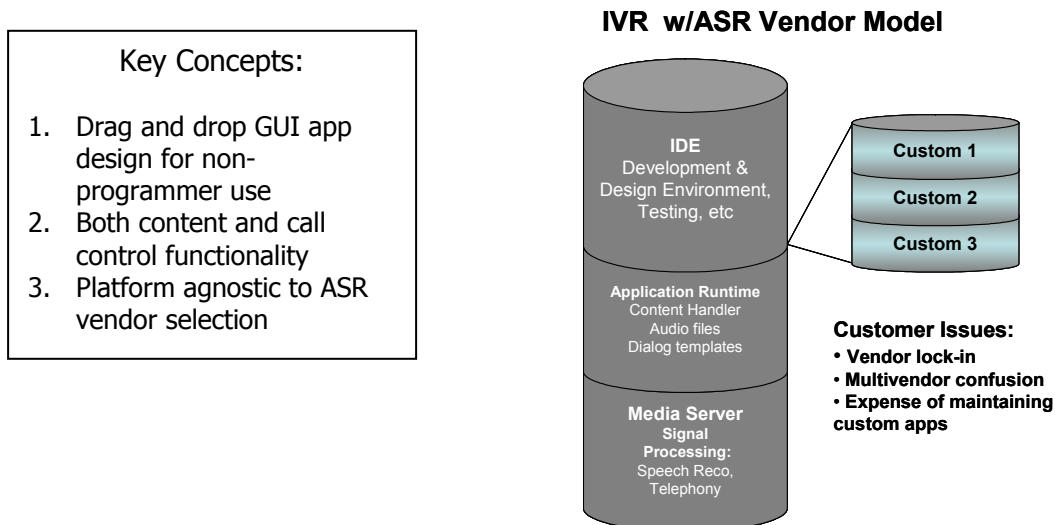 IVR w/ASR Vendor Model
Key Concepts:
1. Drag and drop GUI app
design for non-
programmer use
2. Both content and call
control functionality
3. Platform agnostic to ASR
vendor selection
IDE
Development &
Design Environment,
Testing, etc
Application Runtime
Content Handler
Audio files
Dialog templates
Media Server
Signal
Processing:
Speech Reco,
Telephony
Custom 1
Custom 2
Custom 3
Customer Issues:
• Vendor lock-in
• Multivendor confusion
• Expense of maintaining
custom apps